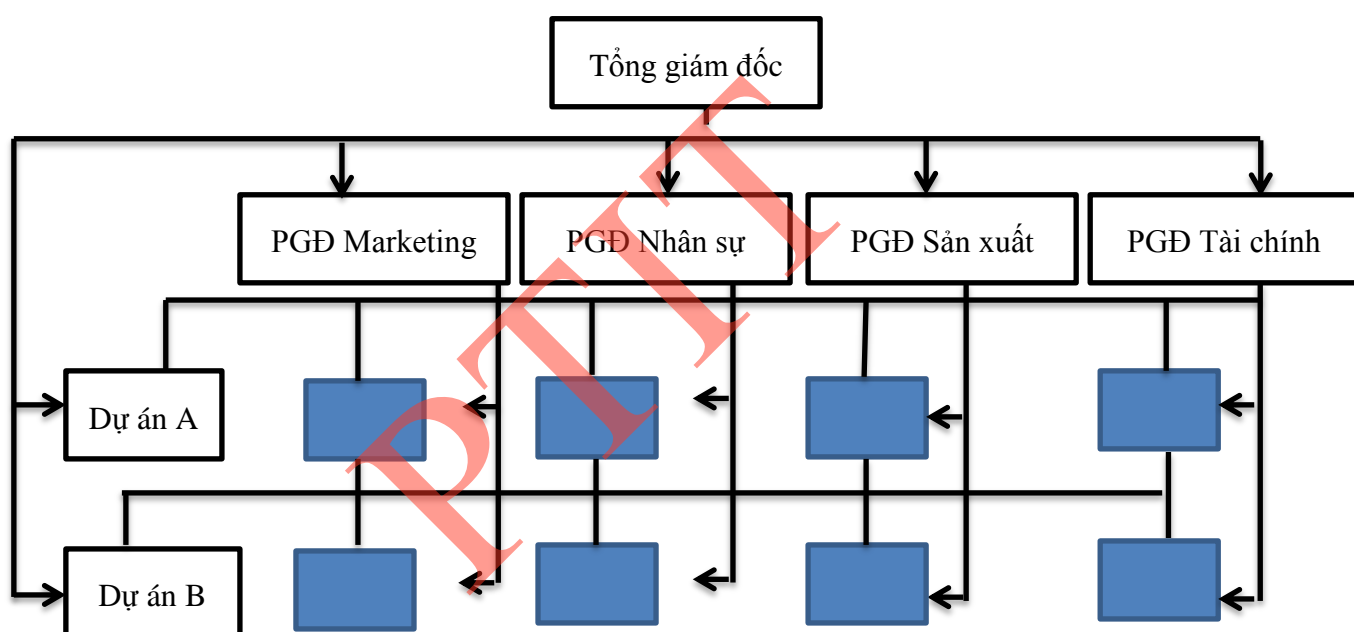 Tổng giám đốc
PGĐ Marketing
PGĐ Nhân sự
PGĐ Sản xuất
PGĐ Tài chính
Dự án A
Dự án B
PTIT